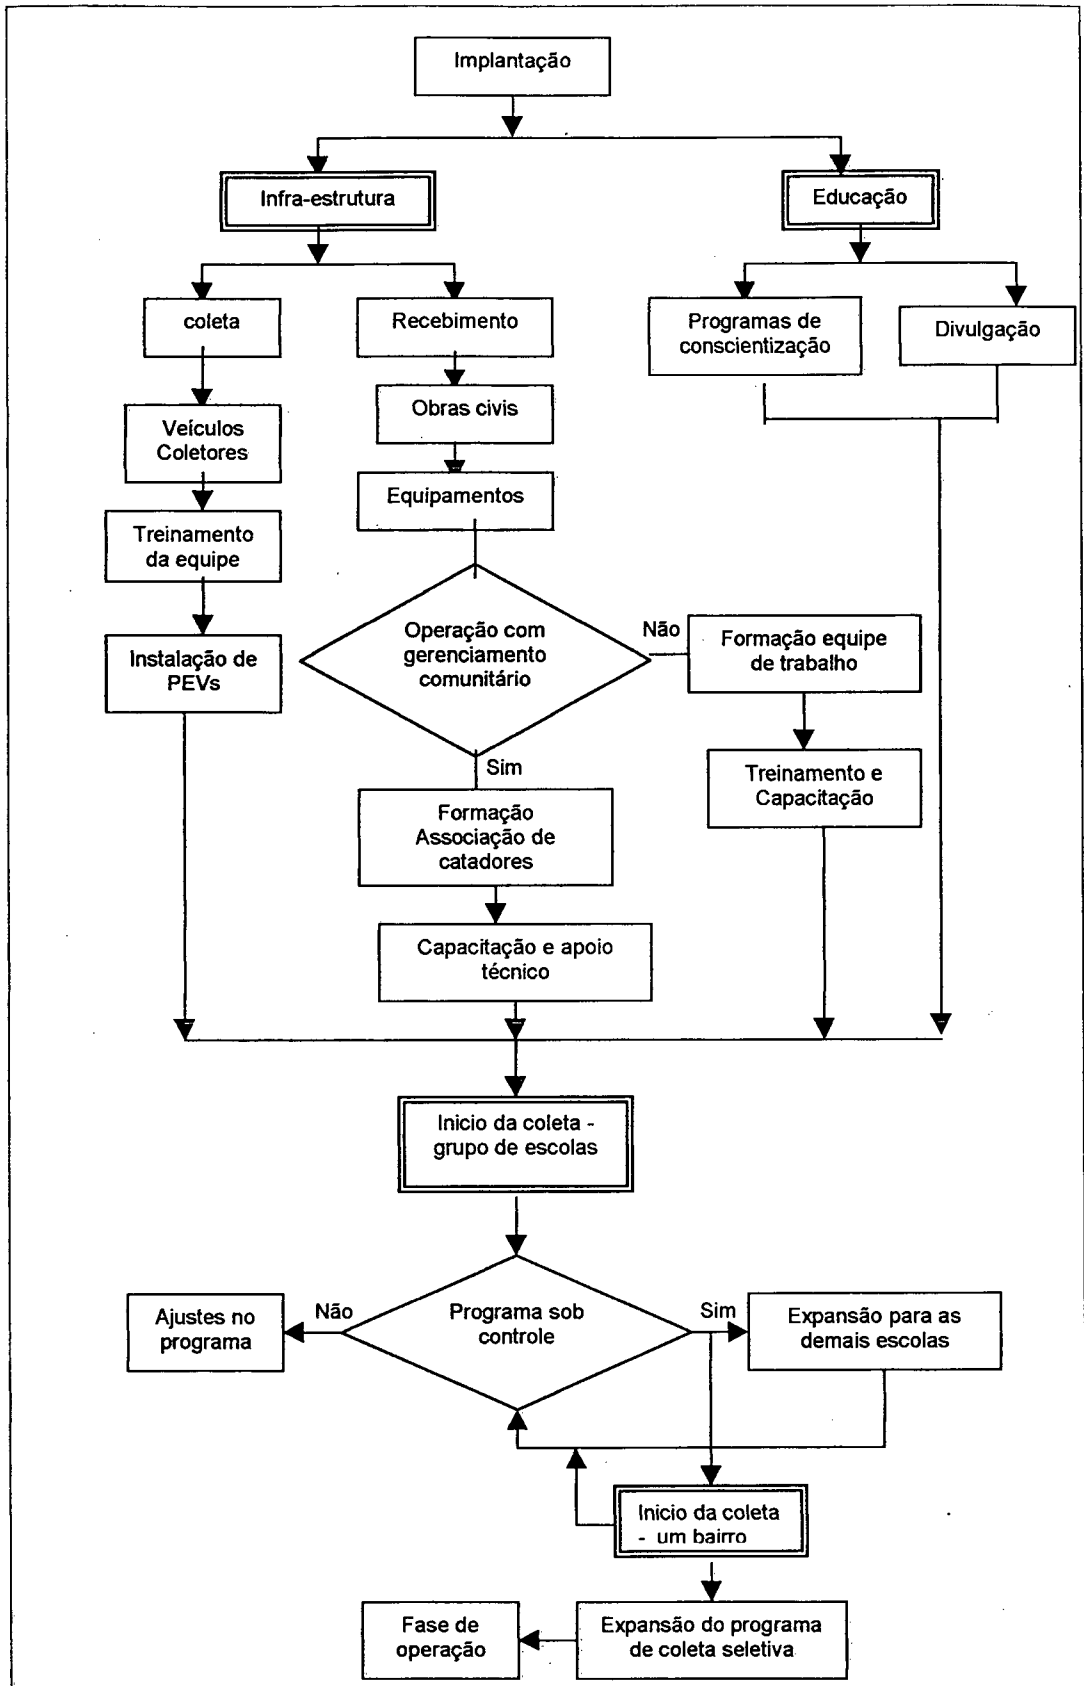 Implantação
Infra-estrutura
Educação
coleta
Recebimento
Programas de
conscientização
Divulgação
Veículos
Coletores
Obras civis
Equipamentos
Treinamento
da equipe
Instalação de
PEVs
Operação com
gerenciamento
comunitário
Não
Formação equipe
de trabalho
Sim
Treinamento e
Capacitação
Formação
Associação de
catadores
Capacitação e apoio
técnico
Inicio da coleta -
grupo de escolas
Ajustes no
programa
Não
Programa sob
controle
Sim
Expansão para as
demais escolas
Inicio da coleta
- um bairro
Fase de
operação
Expansão do programa
de coleta seletiva